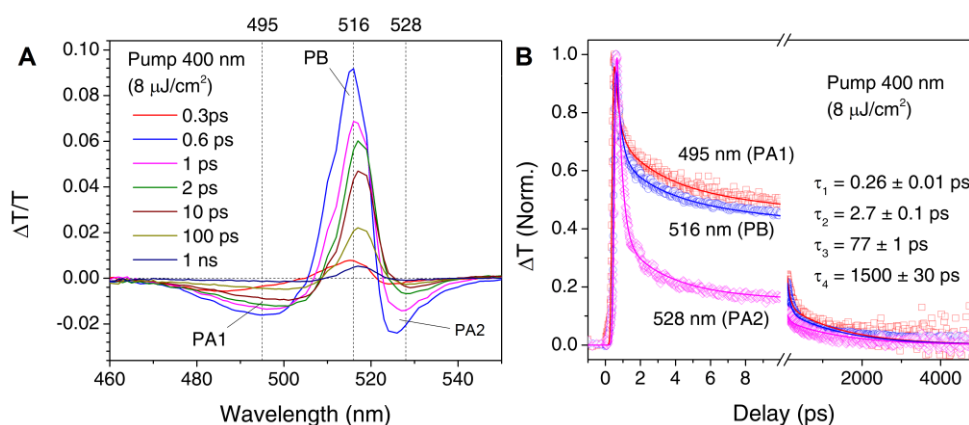 495 516 528
A
0.10
0.08
0.06
0.04
0.02
0.00
-0.02
ΔT/T
Pump 400 nm
(8 μJ/cm²)
0.3ps
0.6 ps
1 ps
2 ps
10 ps
100 ps
1 ns
PB
PA1
PA2
460 480 500 520 540
Wavelength (nm)
B
1.0
0.8
0.6
0.4
0.2
0.0
ΔT (Norm.)
Pump 400 nm
(8 μJ/cm²)
495 nm (PA1)
516 nm (PB)
528 nm (PA2)
τ₁ = 0.26 ± 0.01 ps
τ₂ = 2.7 ± 0.1 ps
τ₃ = 77 ± 1 ps
τ₄ = 1500 ± 30 ps
0 2 4 6 8 2000 4000
Delay (ps)